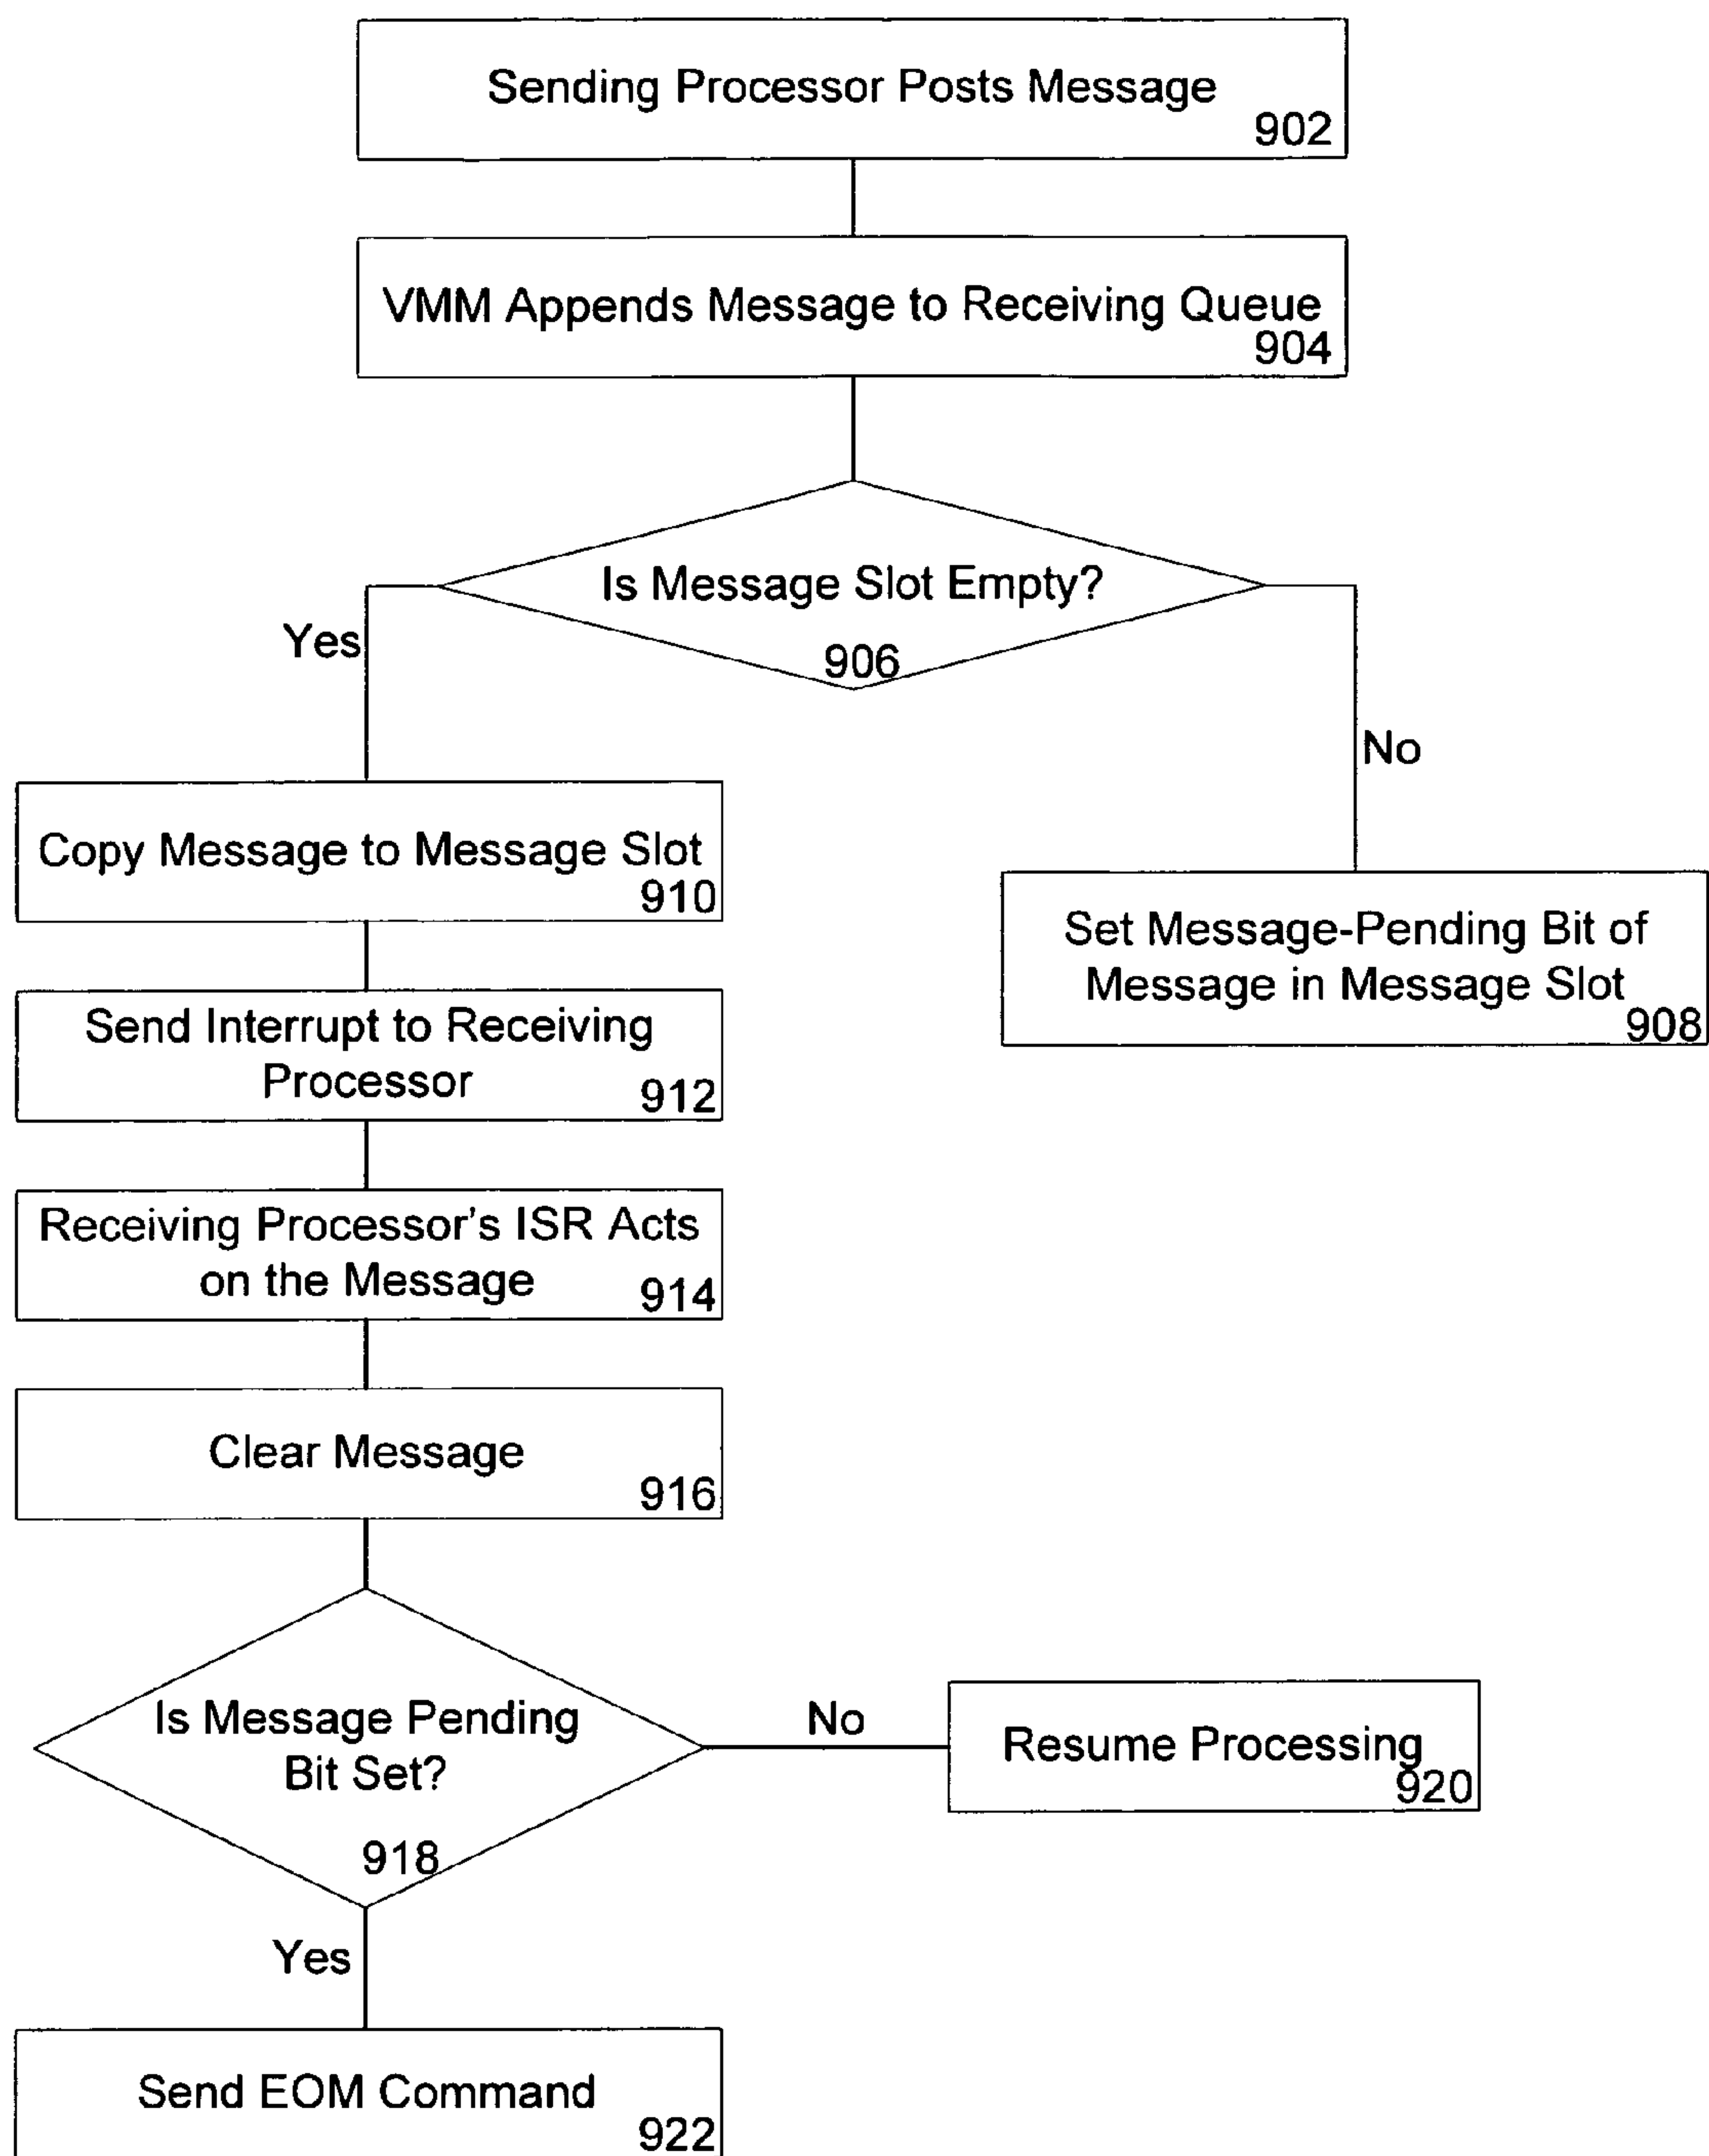 Sending Processor Posts Message
902
VMM Appends Message to Receiving Queue
904
Is Message Slot Empty?
906
Yes
No
Copy Message to Message Slot
910
Set Message-Pending Bit of
Message in Message Slot
908
Send Interrupt to Receiving
Processor
912
Receiving Processor's ISR Acts
on the Message
914
Clear Message
916
Is Message Pending
Bit Set?
918
No
Resume Processing
920
Yes
Send EOM Command
922